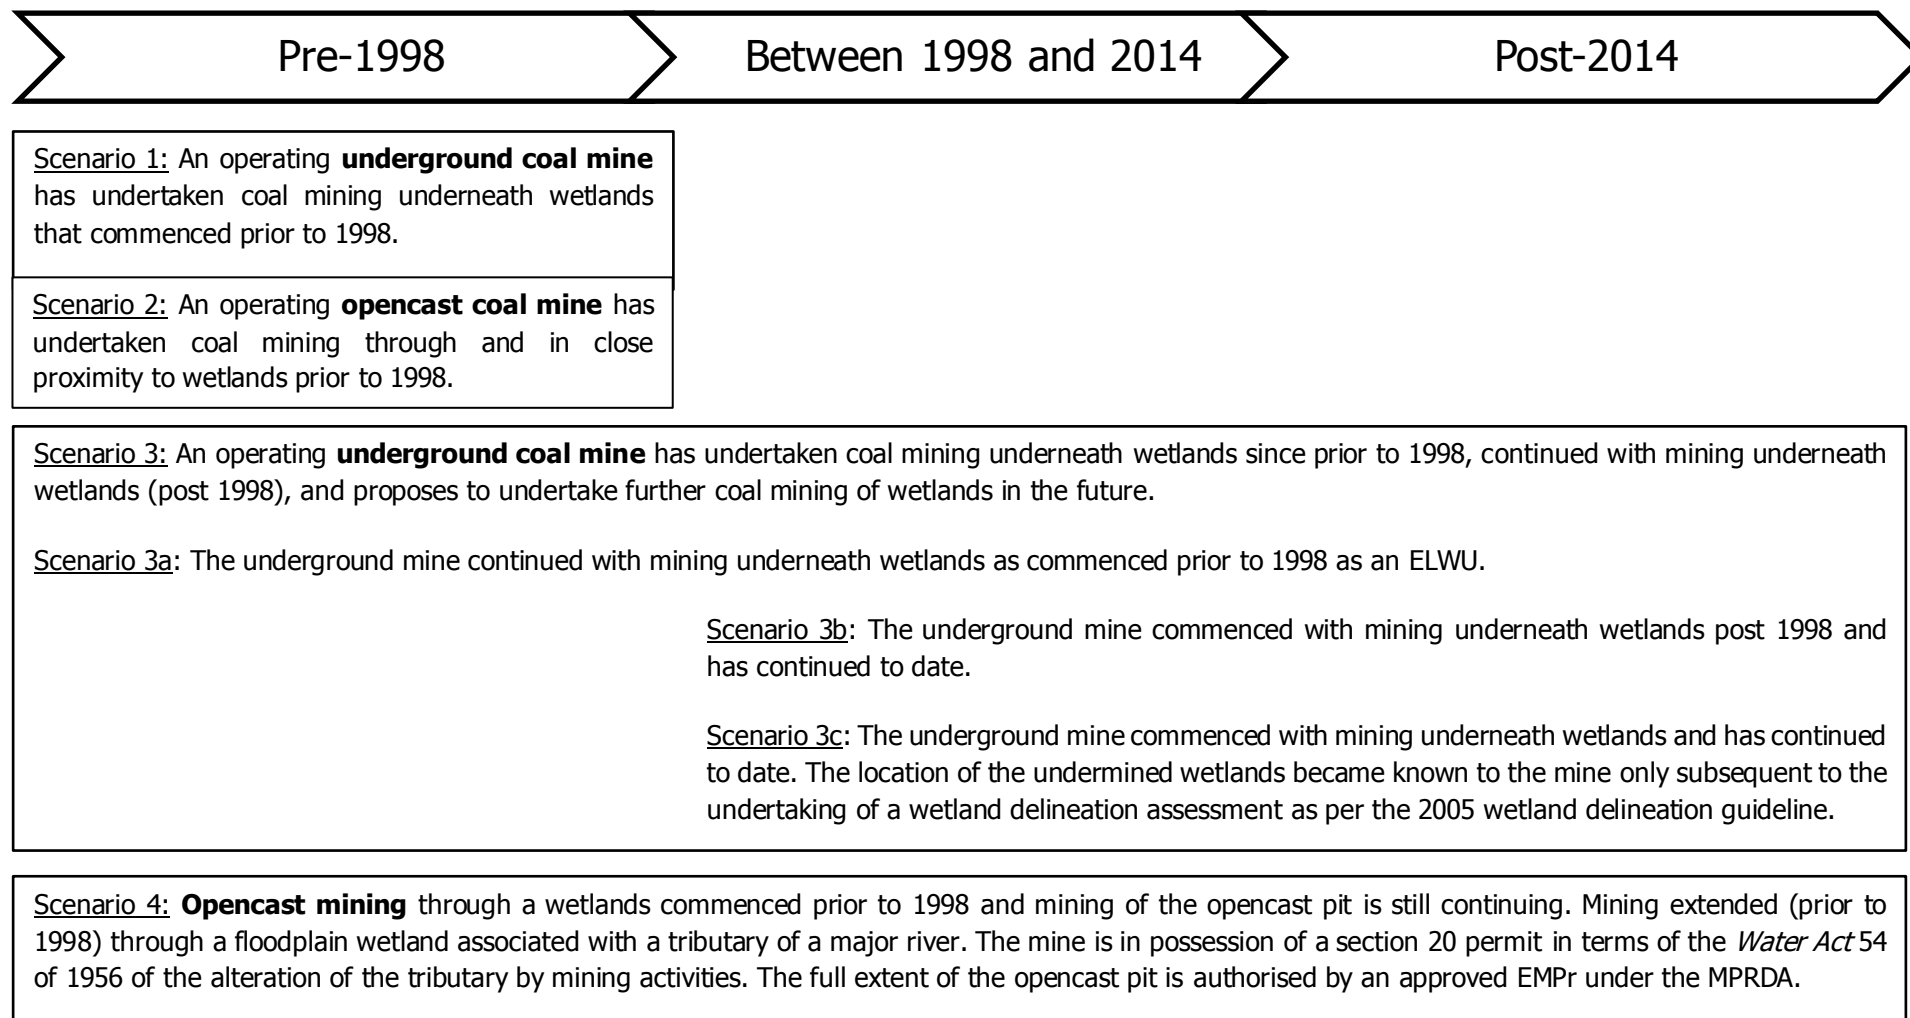 Pre-1998
Between 1998 and 2014
Post-2014
Scenario 1: An operating underground coal mine
has undertaken coal mining underneath wetlands
that commenced prior to 1998.
Scenario 2: An operating opencast coal mine has
undertaken coal mining through and in close
proximity to wetlands prior to 1998.
Scenario 3: An operating underground coal mine has undertaken coal mining underneath wetlands since prior to 1998, continued with mining underneath
wetlands (post 1998), and proposes to undertake further coal mining of wetlands in the future.
Scenario 3a: The underground mine continued with mining underneath wetlands as commenced prior to 1998 as an ELWU.
Scenario 3b: The underground mine commenced with mining underneath wetlands post 1998 and
has continued to date.
Scenario 3c: The underground mine commenced with mining underneath wetlands and has continued
to date. The location of the undermined wetlands became known to the mine only subsequent to the
undertaking of a wetland delineation assessment as per the 2005 wetland delineation guideline.
Scenario 4: Opencast mining through a wetlands commenced prior to 1998 and mining of the opencast pit is still continuing. Mining extended (prior to
1998) through a floodplain wetland associated with a tributary of a major river. The mine is in possession of a section 20 permit in terms of the Water Act 54
of 1956 of the alteration of the tributary by mining activities. The full extent of the opencast pit is authorised by an approved EMPr under the MPRDA.